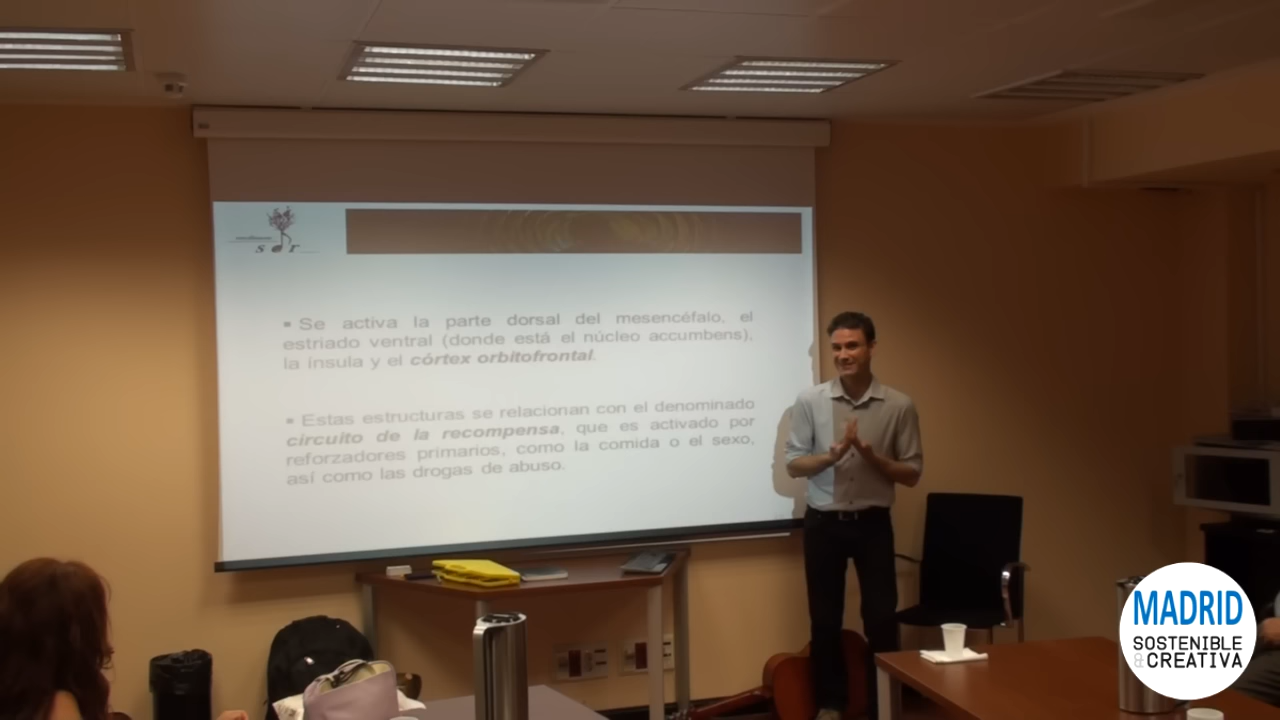 s r
▪ Se activa la parte dorsal del mesencéfalo, el
estriado ventral (donde está el núcleo accumbens),
la ínsula y el córtex orbitofrontal.
▪ Estas estructuras se relacionan con el denominado
circuito de la recompensa, que es activado por
reforzadores primarios, como la comida o el sexo,
así como las drogas de abuso.
MADRID
SOSTENIBLE
CREATIVA